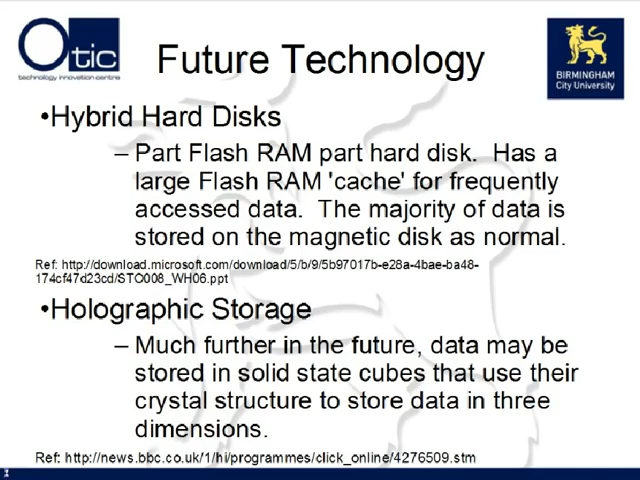 Otic
technology innovation centre
Future Technology
BIRMINGHAM
City University
•Hybrid Hard Disks
– Part Flash RAM part hard disk. Has a
large Flash RAM 'cache' for frequently
accessed data. The majority of data is
stored on the magnetic disk as normal.
Ref: http://download.microsoft.com/download/5/b/9/5b97017b-e28a-4bae-ba48-
174cf47d23cd/STO008_WH06.ppt
•Holographic Storage
– Much further in the future, data may be
stored in solid state cubes that use their
crystal structure to store data in three
dimensions.
Ref: http://news.bbc.co.uk/1/hi/programmes/click_online/4276509.stm